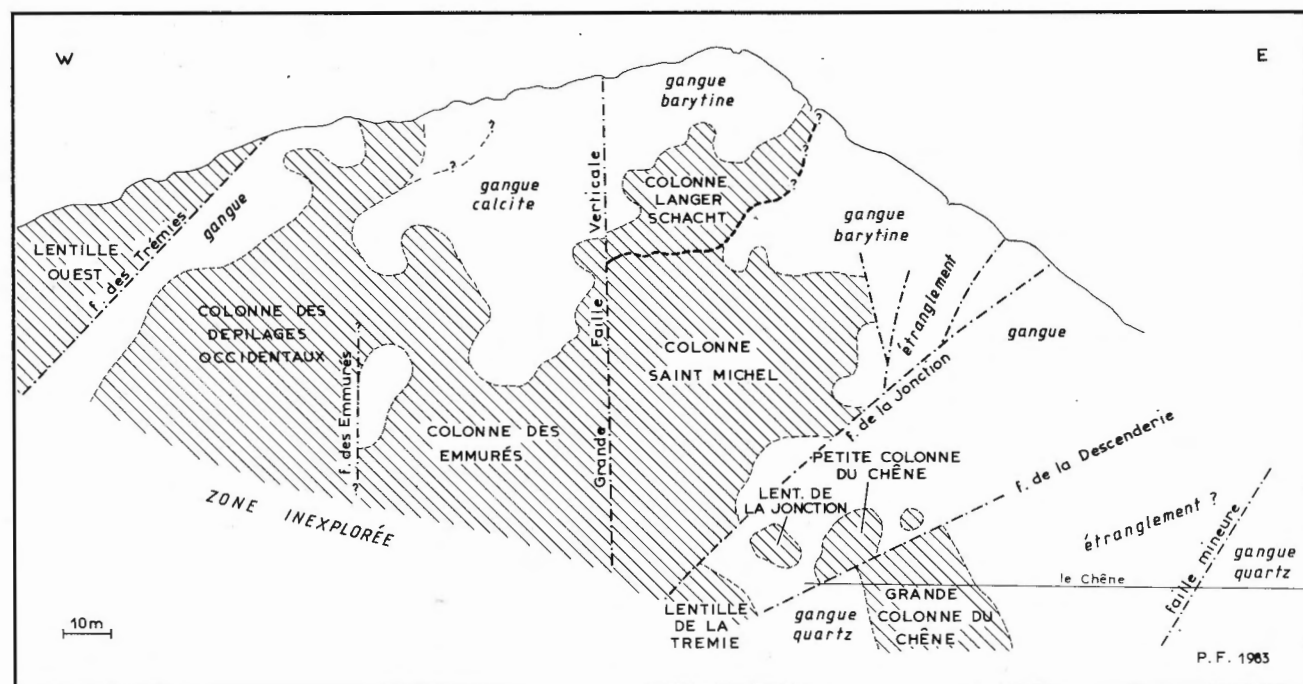 W
E
gangue
barytine
COLONNE
LANGER
SCHACHT
gangue
calcite
Verticale
Faille
Grande
gangue
f. des Trémies
LENTILLE
OUEST
gangue
barytine
étranglement
gangue
COLONNE DES
DÉPILAGES
OCCIDENTAUX
f. des Emmurés
COLONNE
SAINT MICHEL
f. de la Jonction
COLONNE DES
EMMURÉS
PETITE COLONNE
DU CHÊNE
LENT. DE
LA JONCTION
f. de la Descenderie
ZONE INEXPLORÉE
étranglement ?
faille mineure
gangue
quartz
le Chêne
LENTILLE
DE LA
TREMIE
gangue
quartz
GRANDE
COLONNE DU
CHÊNE
10m
P. F. 1983
?
?
?
?
?
?
?